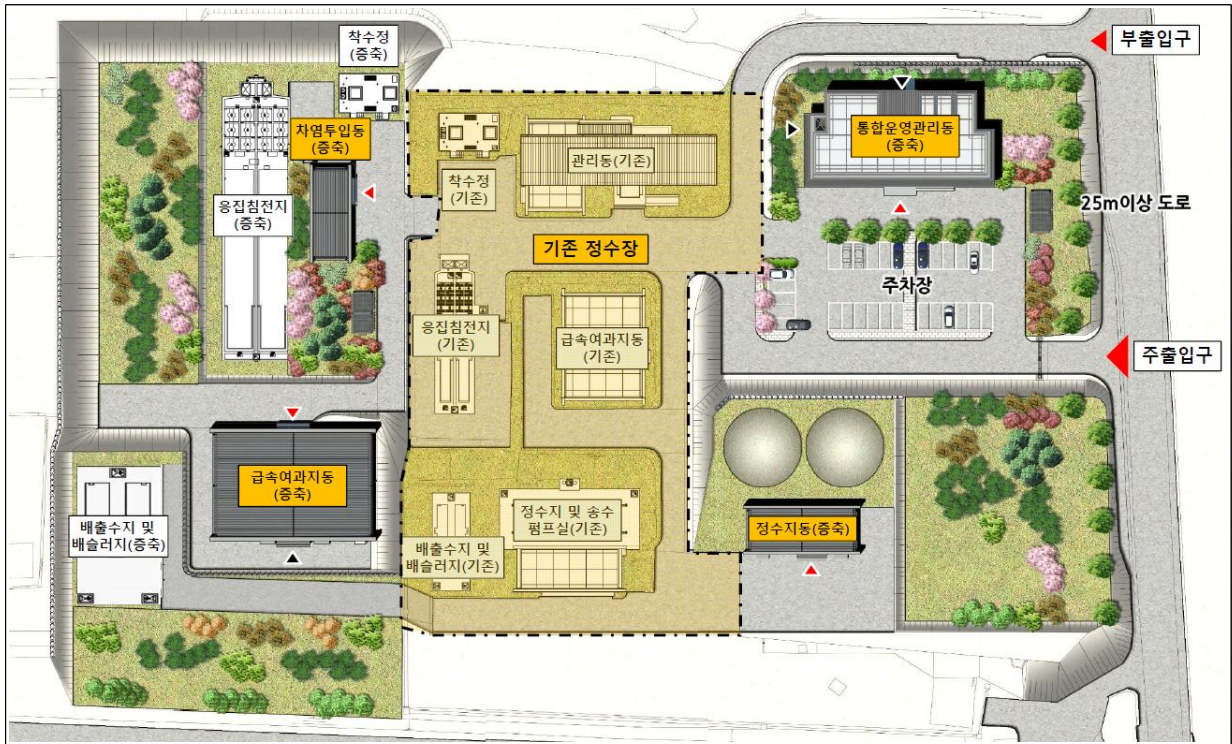 착수정
(증축)
부출입구
차염투입동
(증축)
통합운영관리동
(증축)
관리동(기존)
착수정
(기존)
응집침전지
(증축)
25m이상 도로
기존 정수장
주차장
응집침전지
(기존)
급속여과지동
(기존)
주출입구
급속여과지동
(증축)
배출수지 및
배슬러지(증축)
정수지 및 송수
펌프실(기존)
정수지동(증축)
배출수지 및
배슬러지(기존)